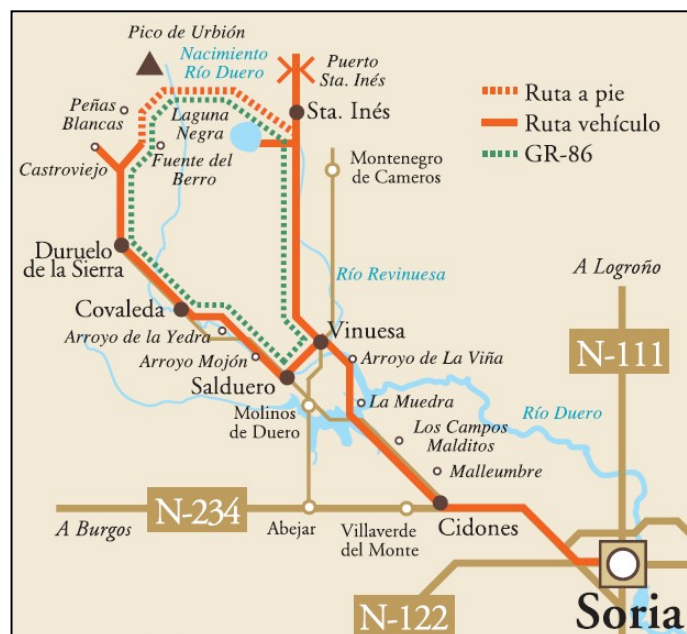 Pico de Urbión
Nacimiento
Río Duero
Puerto
Sta. Inés
Peñas
Blancas
Laguna
Negra
Sta. Inés
Ruta a pie
Ruta vehículo
GR-86
Castroviejo
Fuente del
Berro
Montenegro
de Cameros
Duruelo
de la Sierra
Río Revinuesa
A Logroño
Covaleda
Arroyo de la Yedra
Vinuesa
N-111
Arroyo Mojón
Arroyo de La Viña
Salduero
La Muedra
Río Duero
Molinos
de Duero
Los Campos
Malditos
Malleumbre
N-234
A Burgos
Abejar
Villaverde
del Monte
Cidones
N-122
Soria